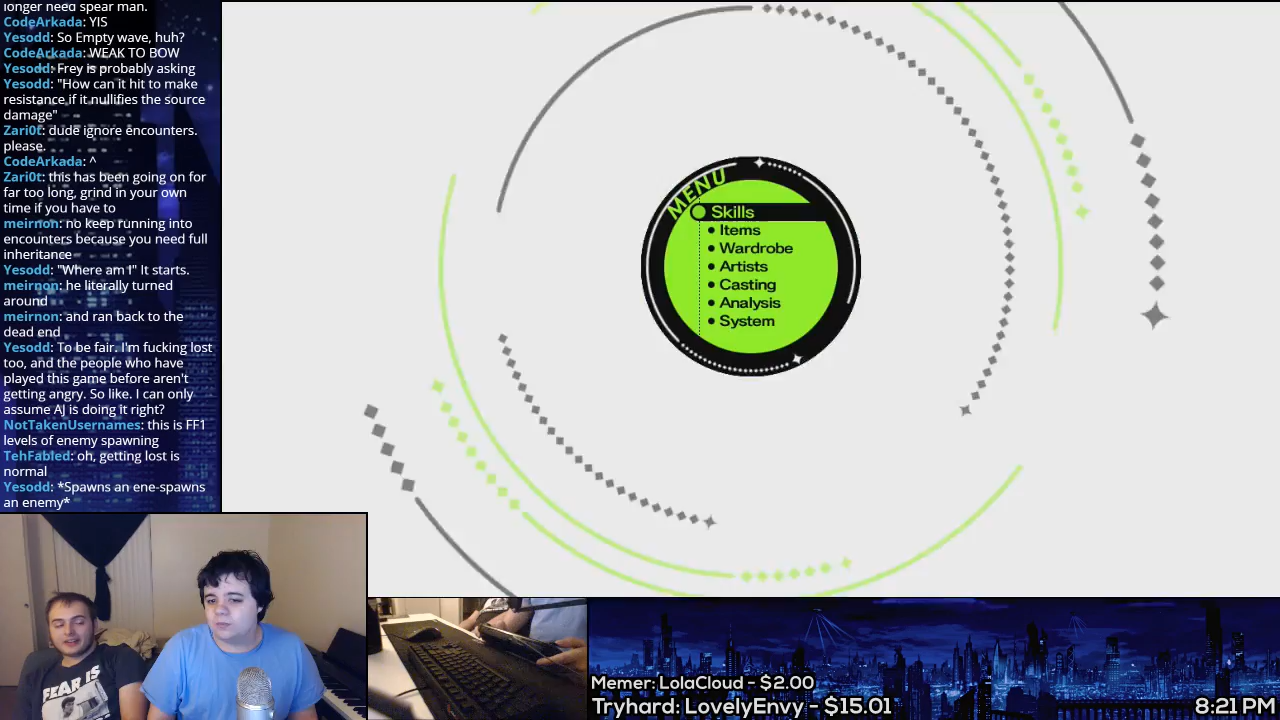 longer need spear man.
CodeArkada: YIS
Yesodd: So Empty wave, huh?
CodeArkada: WEAK TO BOW
Yesodd: Frey is probably asking
Yesodd: "How can it hit to make
resistance if it nullifies the source
damage"
Zari0t: dude ignore encounters.
please.
CodeArkada: ^
Zari0t: this has been going on for
far too long, grind in your own
time if you have to
meirnon: no keep running into
encounters because you need full
inheritance
Yesodd: "Where am I" It starts.
meirnon: he literally turned
around
meirnon: and ran back to the
dead end
Yesodd: To be fair. I'm fucking lost
too, and the people who have
played this game before aren't
getting angry. So like. I can only
assume AJ is doing it right?
NotTakenUsernames: this is FF1
levels of enemy spawning
TehFabled: oh, getting lost is
normal
Yesodd: *Spawns an ene-spawns
an enemy*
MENU
Skills
Items
Wardrobe
Artists
Casting
Analysis
System
FEAR IS
Memer: LolaCloud - $2.00
Tryhard: LovelyEnvy - $15.01
8:21 PM